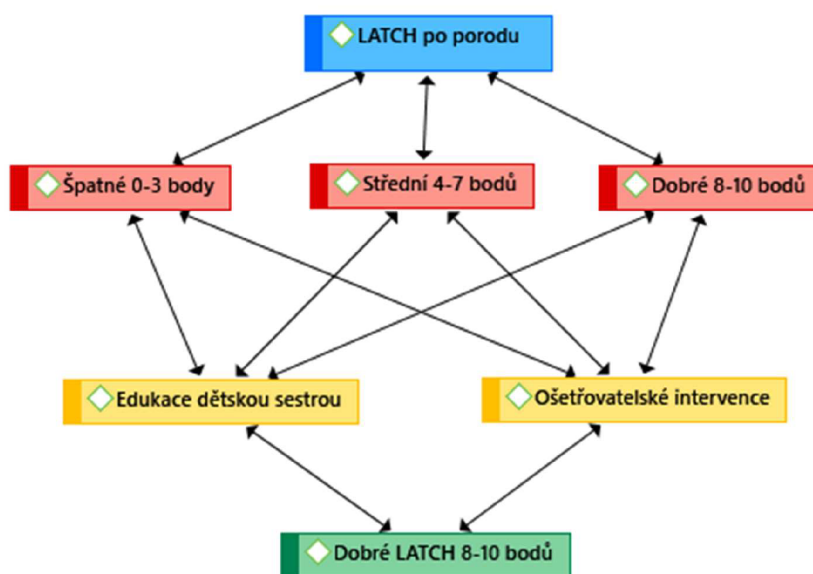 LATCH po porodu
Špatné 0-3 body
Střední 4-7 bodů
Dobré 8-10 bodů
Edukace dětskou sestrou
Ošetřovatelské intervence
Dobré LATCH 8-10 bodů